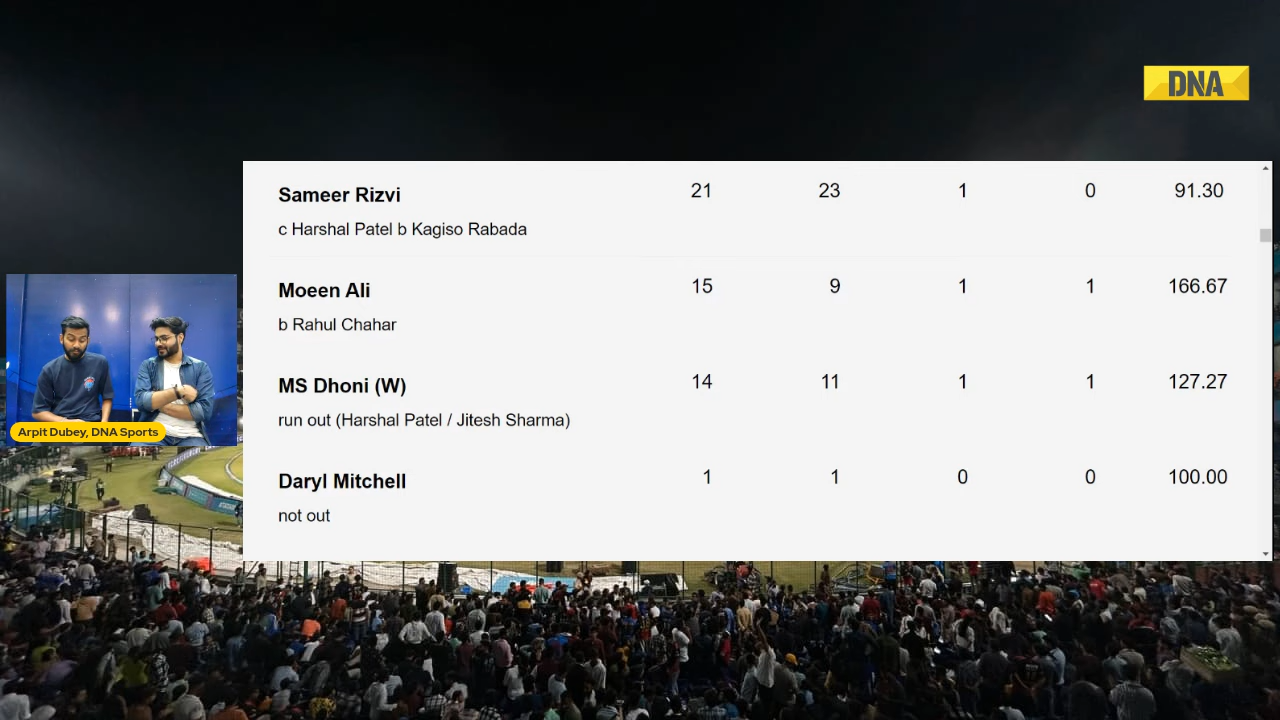 DNA
Sameer Rizvi 21 23 1 0 91.30
c Harshal Patel b Kagiso Rabada
Moeen Ali 15 9 1 1 166.67
b Rahul Chahar
MS Dhoni (W) 14 11 1 1 127.27
run out (Harshal Patel / Jitesh Sharma)
Arpit Dubey, DNA Sports
Daryl Mitchell 1 1 0 0 100.00
not out